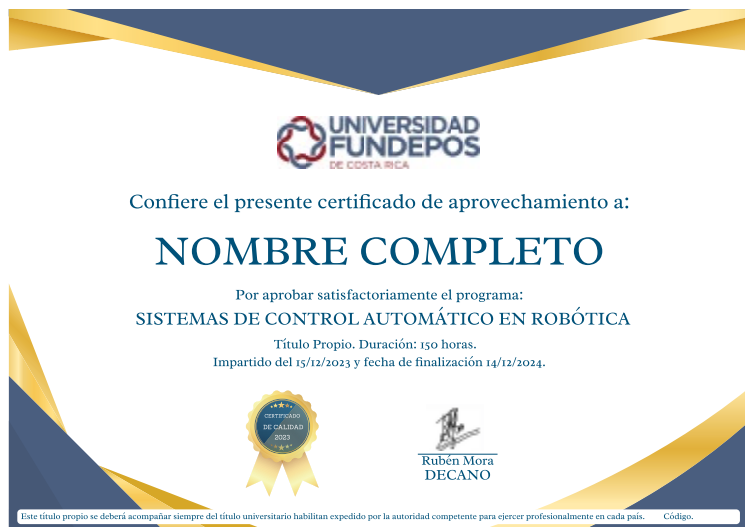 UNIVERSIDAD
FUNDEPOS
DE COSTA RICA
Confiere el presente certificado de aprovechamiento a:
NOMBRE COMPLETO
Por aprobar satisfactoriamente el programa:
SISTEMAS DE CONTROL AUTOMÁTICO EN ROBÓTICA
Título Propio. Duración: 150 horas.
Impartido del 15/12/2023 y fecha de finalización 14/12/2024.
CERTIFICADO
DE CALIDAD
2023
Rubén Mora
DECANO
Este título propio se deberá acompañar siempre del título universitario habilitan expedido por la autoridad competente para ejercer profesionalmente en cada país. Código.